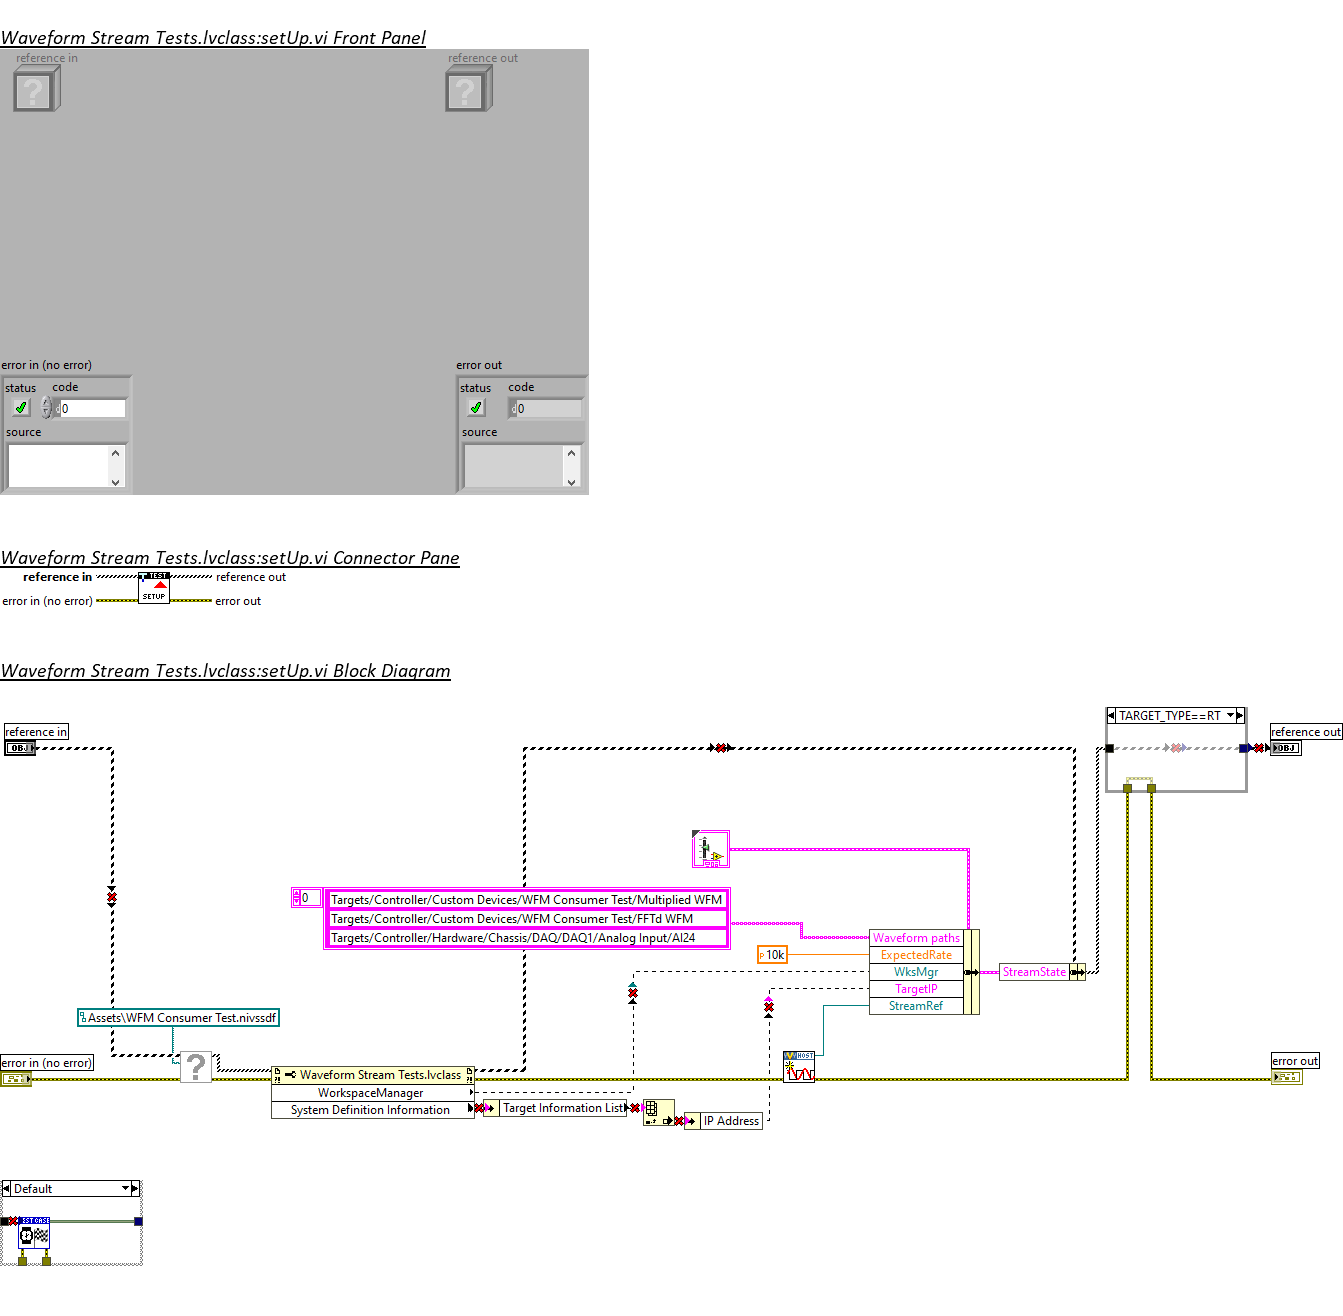 Waveform Stream Tests.lvclass:setUp.vi Front Panel
reference in
reference out
error in (no error)
error out
status
code
status
code
d0
d0
source
source
Waveform Stream Tests.lvclass:setUp.vi Connector Pane
reference in
TEST
SETUP
reference out
error in (no error)
error out
Waveform Stream Tests.lvclass:setUp.vi Block Diagram
TARGET_TYPE==RT
reference in
OBJ
reference out
OBJ
0
Targets/Controller/Custom Devices/WFM Consumer Test/Multiplied WFM
Targets/Controller/Custom Devices/WFM Consumer Test/FFTd WFM
Targets/Controller/Hardware/Chassis/DAQ/DAQ1/Analog Input/AI24
Waveform paths
10k
ExpectedRate
WksMgr
StreamState
TargetIP
StreamRef
Assets\WFM Consumer Test.nivssdf
error in (no error)
?
HOST
error out
Waveform Stream Tests.lvclass
WorkspaceManager
System Definition Information
Target Information List
IP Address
Default